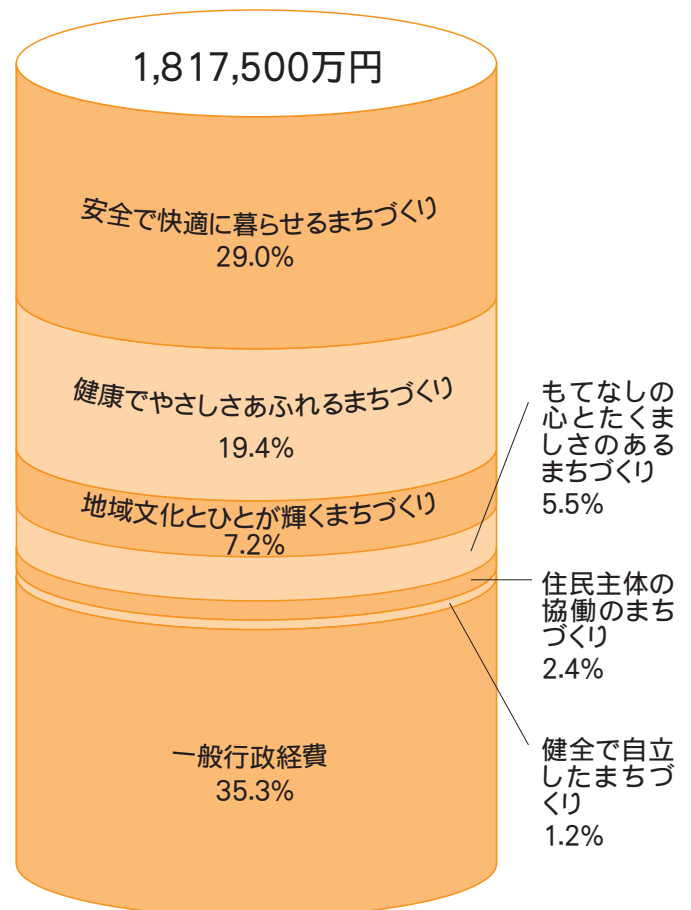 1,817,500万円
安全で快適に暮らせるまちづくり
29.0%
健康でやさしさあふれるまちづくり
19.4%
地域文化とひとが輝くまちづくり
7.2%
もてなしの
心とたくま
しさのある
まちづくり
5.5%
住民主体の
協働のまち
づくり
2.4%
健全で自立
したまちづ
くり
1.2%
一般行政経費
35.3%